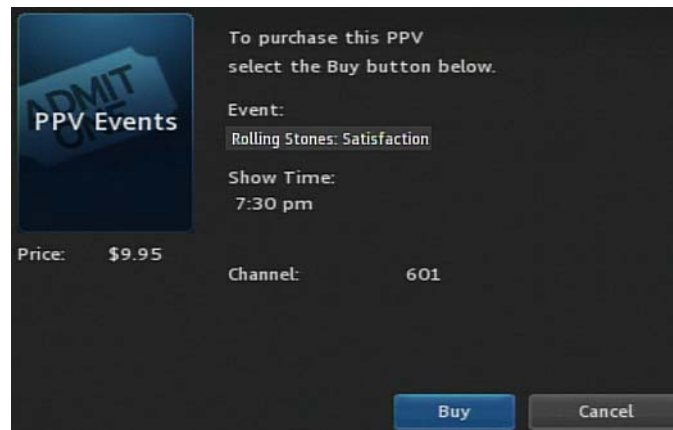 ADMIT
ONE
PPV Events
Price: $9.95
To purchase this PPV
select the Buy button below.
Event:
Rolling Stones: Satisfaction
Show Time:
7:30 pm
Channel: 601
Buy
Cancel